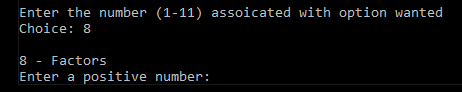 Enter the number (1-11) assoicated with option wanted
Choice: 8
8 - Factors
Enter a positive number: